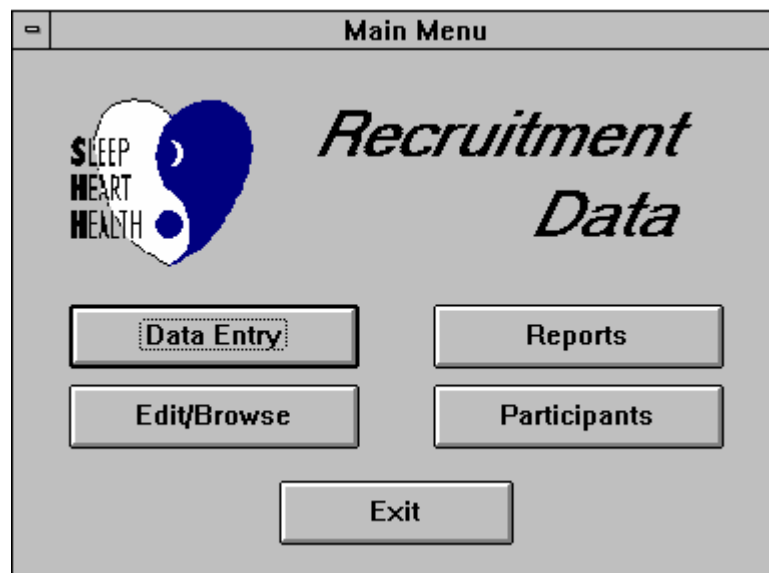 Main Menu
SLEEP
HEART
HEALTH
Recruitment
Data
Data Entry
Reports
Edit/Browse
Participants
Exit